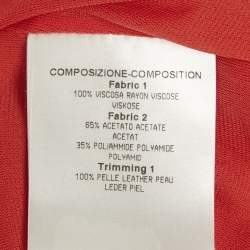 COMPOSIZIONE-COMPOSITION
Fabric 1
100% VISCOSA RAYON VISCOSE
VISKOSE
Fabric 2
65% ACETATO ACETATE
ACETAT
35% POLIAMMIDE POLYAMIDE
POLYAMID
Trimming 1
100% PELLE LEATHER PEAU
LEDER PIEL